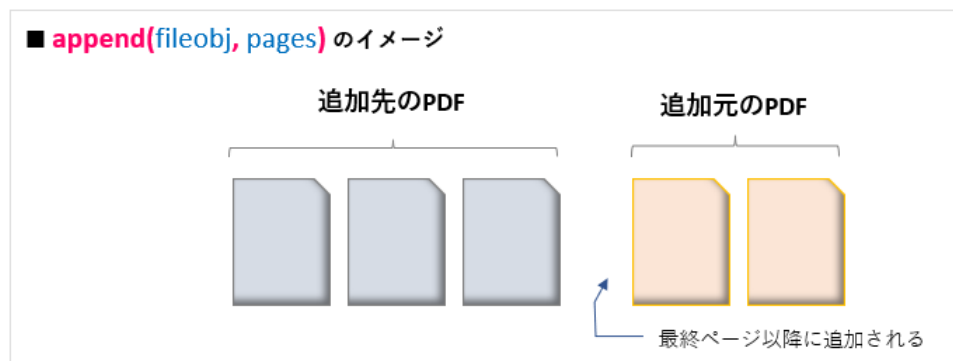 ■ append(fileobj, pages) のイメージ
追加先のPDF
追加元のPDF
最終ページ以降に追加される